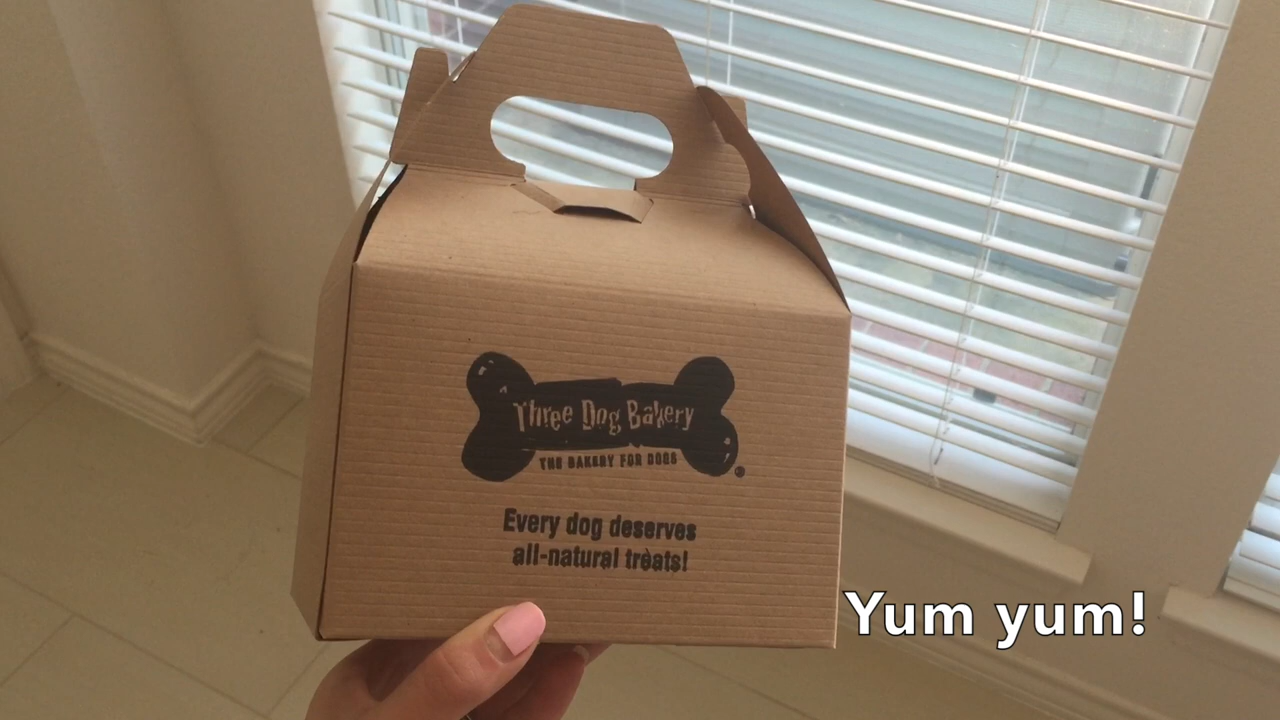 Three Dog Bakery
THE BAKERY FOR DOGS
®
Every dog deserves
all-natural treats!
Yum yum!